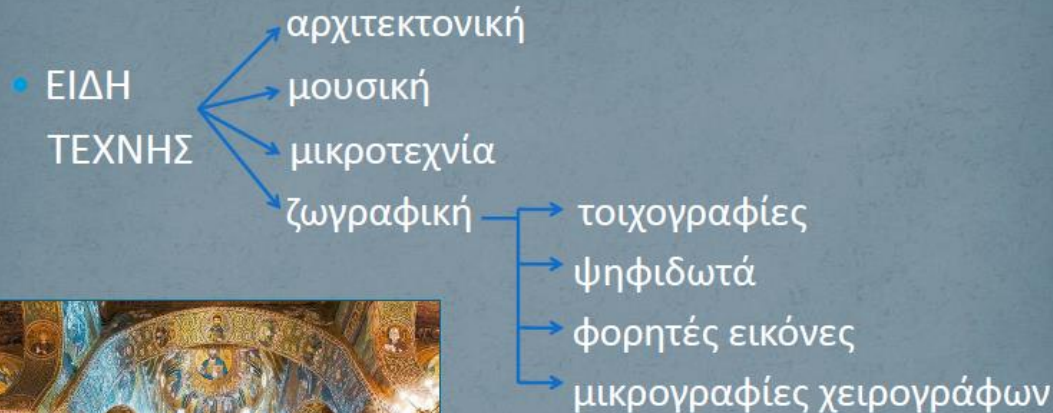 αρχιτεκτονική
• ΕΙΔΗ
μουσική
ΤΕΧΝΗΣ
μικροτεχνία
ζωγραφική
τοιχογραφίες
ψηφιδωτά
φορητές εικόνες
μικρογραφίες χειρογράφων